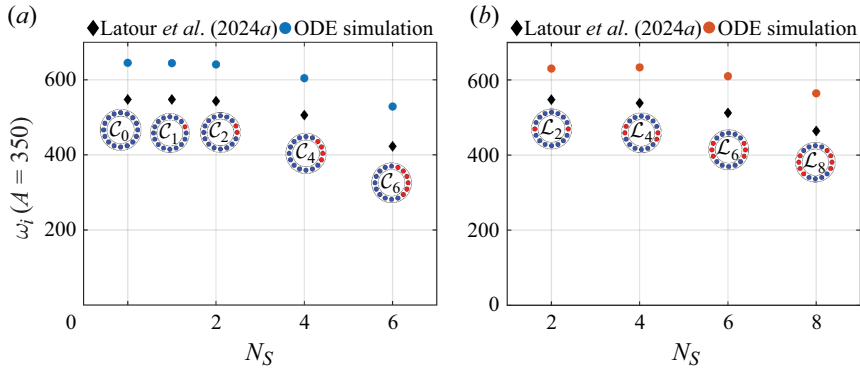 (a)
Latour et al. (2024a) ODE simulation
600
400
200
0
ω_i (A = 350)
C_0
C_1
C_2
C_4
C_6
2
4
6
N_S
(b)
Latour et al. (2024a) ODE simulation
600
400
200
0
L_2
L_4
L_6
L_8
2
4
6
8
N_S